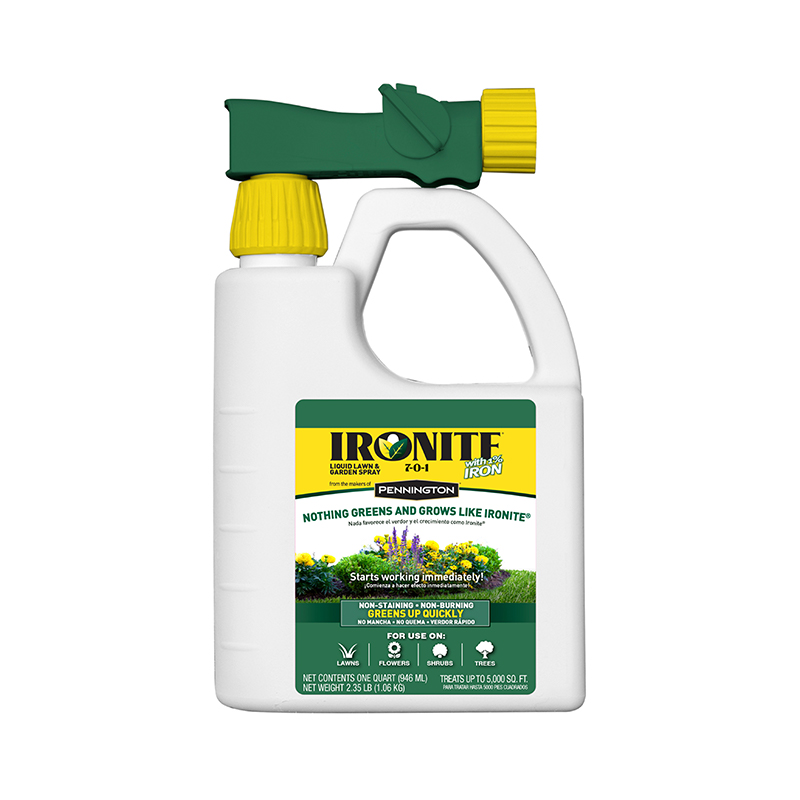 IRONITE®
7-0-1
LIQUID LAWN &
GARDEN SPRAY
with 1%
IRON
from the makers of
PENNINGTON®
NOTHING GREENS AND GROWS LIKE IRONITE®
Nada favorece el verdor y el crecimiento como Ironite®
Starts working immediately!
¡Comienza a hacer efecto inmediatamente!
NON-STAINING • NON-BURNING
GREENS UP QUICKLY
NO MANCHA • NO QUEMA • VERDOR RÁPIDO
FOR USE ON:
LAWNS FLOWERS SHRUBS TREES
NET CONTENTS ONE QUART (946 ML)
NET WEIGHT 2.35 LB (1.06 KG)
TREATS UP TO 5,000 SQ. FT.
PARA TRATAR HASTA 5000 PIES CUADRADOS